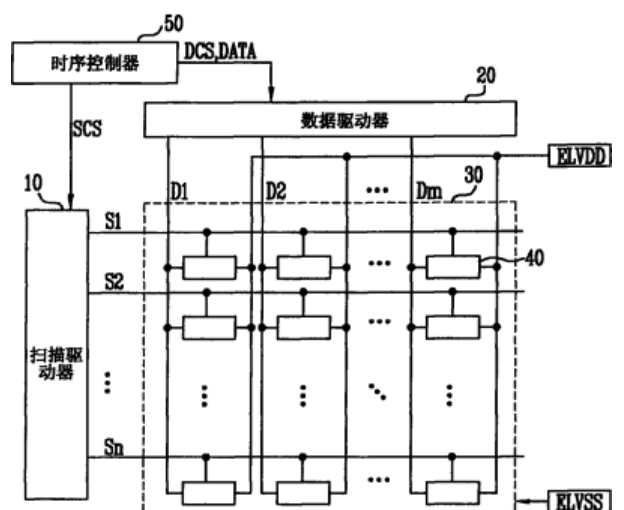 50
时序控制器
DCS,DATA
20
数据驱动器
SCS
ELVDD
10
D1
D2
Dm
30
S1
40
S2
扫描驱
动器
Sn
ELVSS